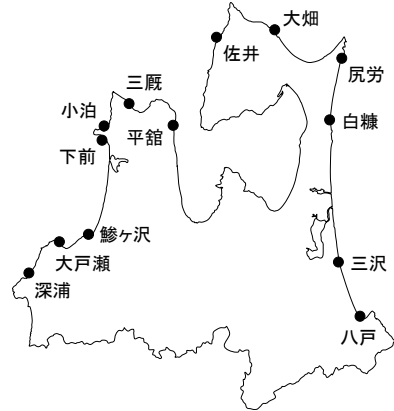 大畑
佐井
尻労
三厩
小泊
白糠
平舘
下前
鰺ヶ沢
大戸瀬
三沢
深浦
八戸